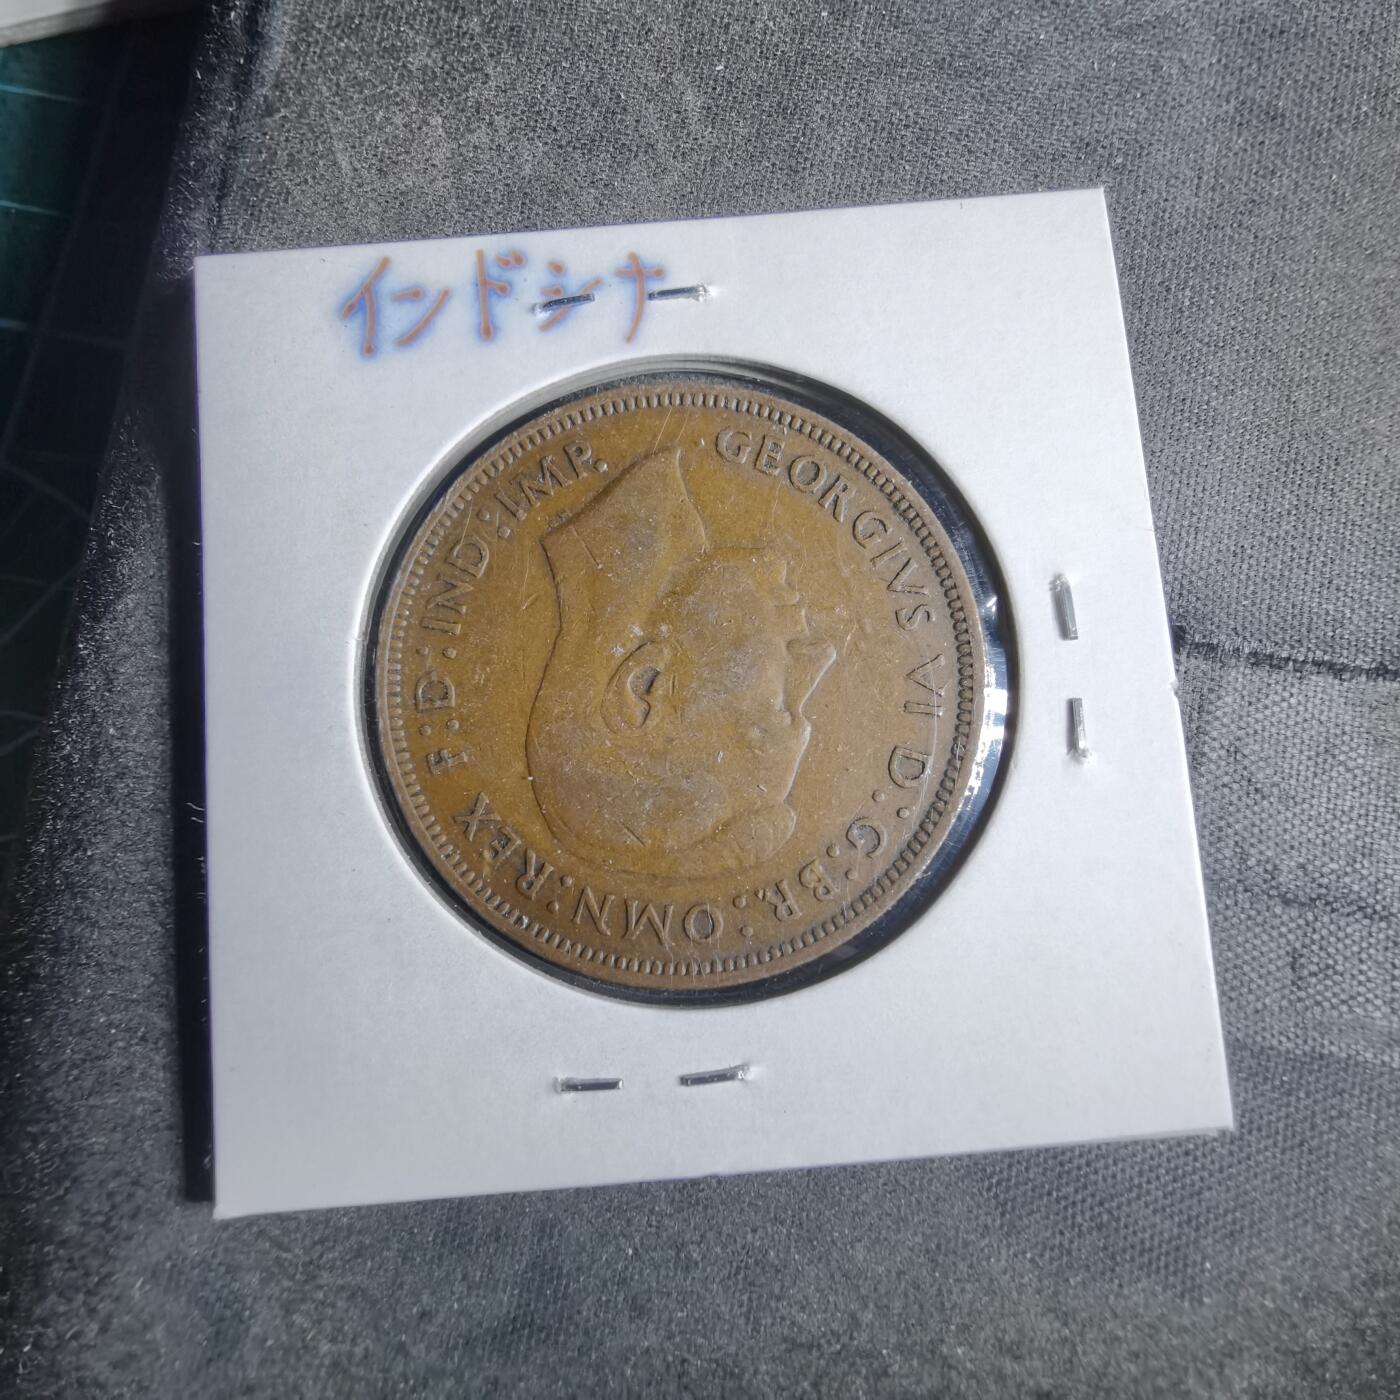 インドシナ
GEORGIVS VI D:G:BR:OMN:REX F:D:IND:IMP.